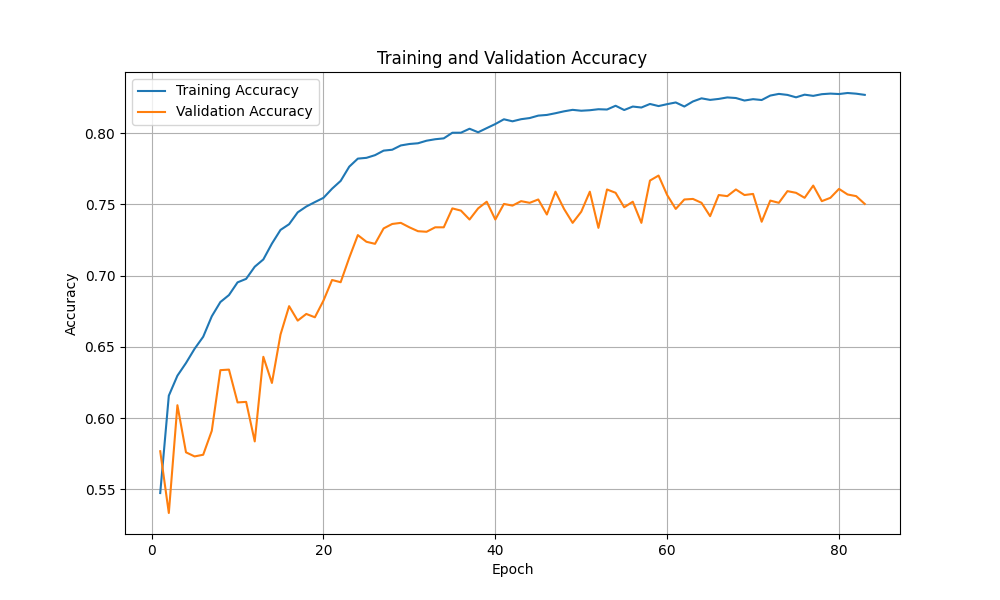 Training and Validation Accuracy
Training Accuracy
Validation Accuracy
Accuracy
0.80
0.75
0.70
0.65
0.60
0.55
0
20
40
60
80
Epoch